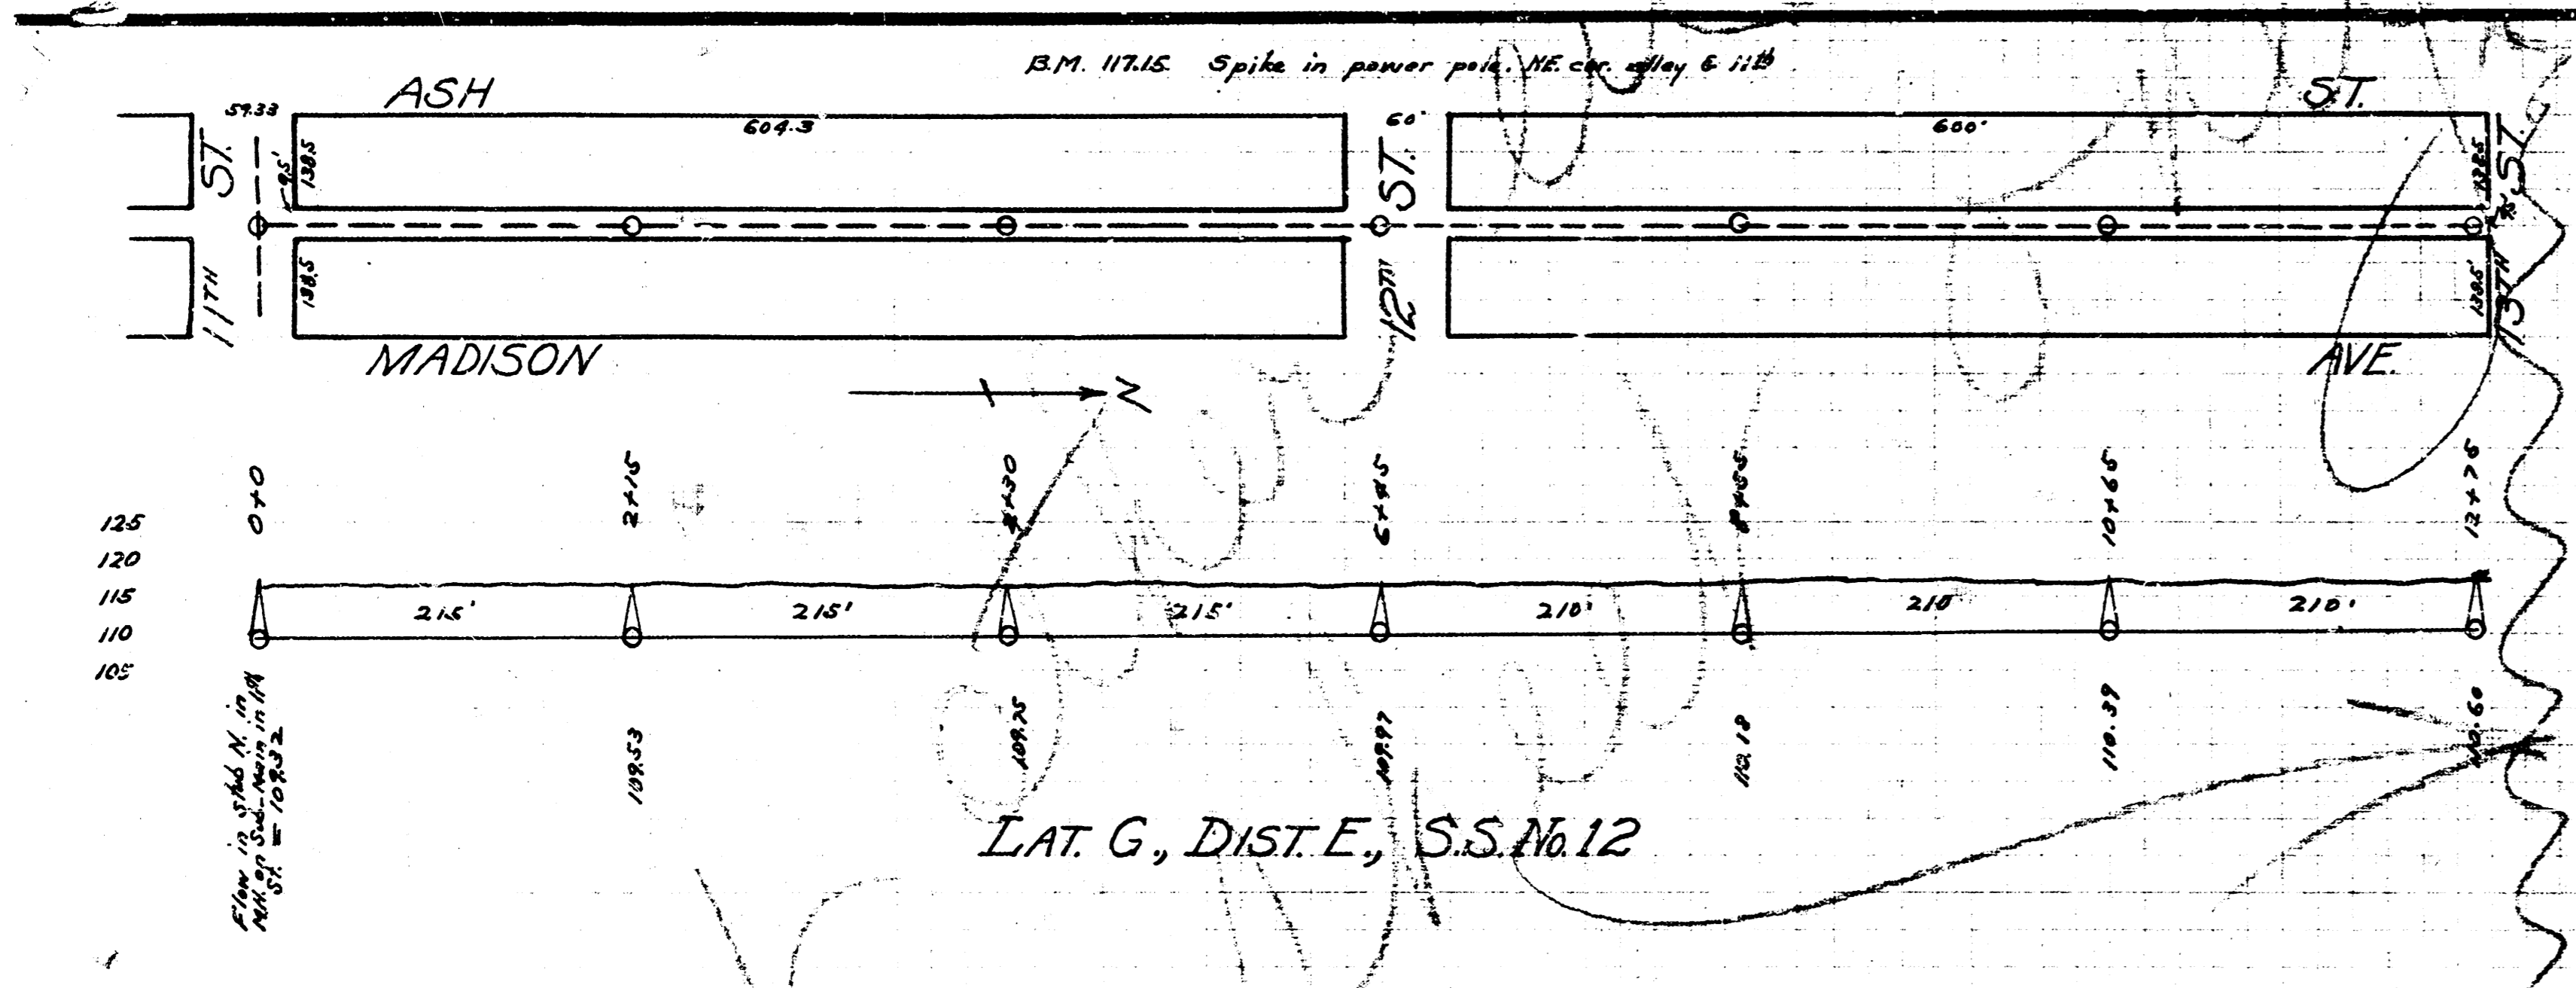 B.M. 117.15 Spike in power pole. NE. cor. alley & 11th
ASH ST.
59.33
604.3
60'
600'
ST.
9.5'
138.5
ST.
138.5
ST.
11TH
138.5
12TH
138.5'
13TH
MADISON AVE.
N
0+0
2+15
4+30
6+45
8+55
10+65
12+75
125
120
115
110
105
215'
215'
215'
210'
210'
210'
Flow in stub N. in
M.H. on Sub-Main in 11th
St. = 109.32
109.53
109.75
109.97
110.18
110.39
110.60
LAT. G., DIST. E., S.S. No. 12